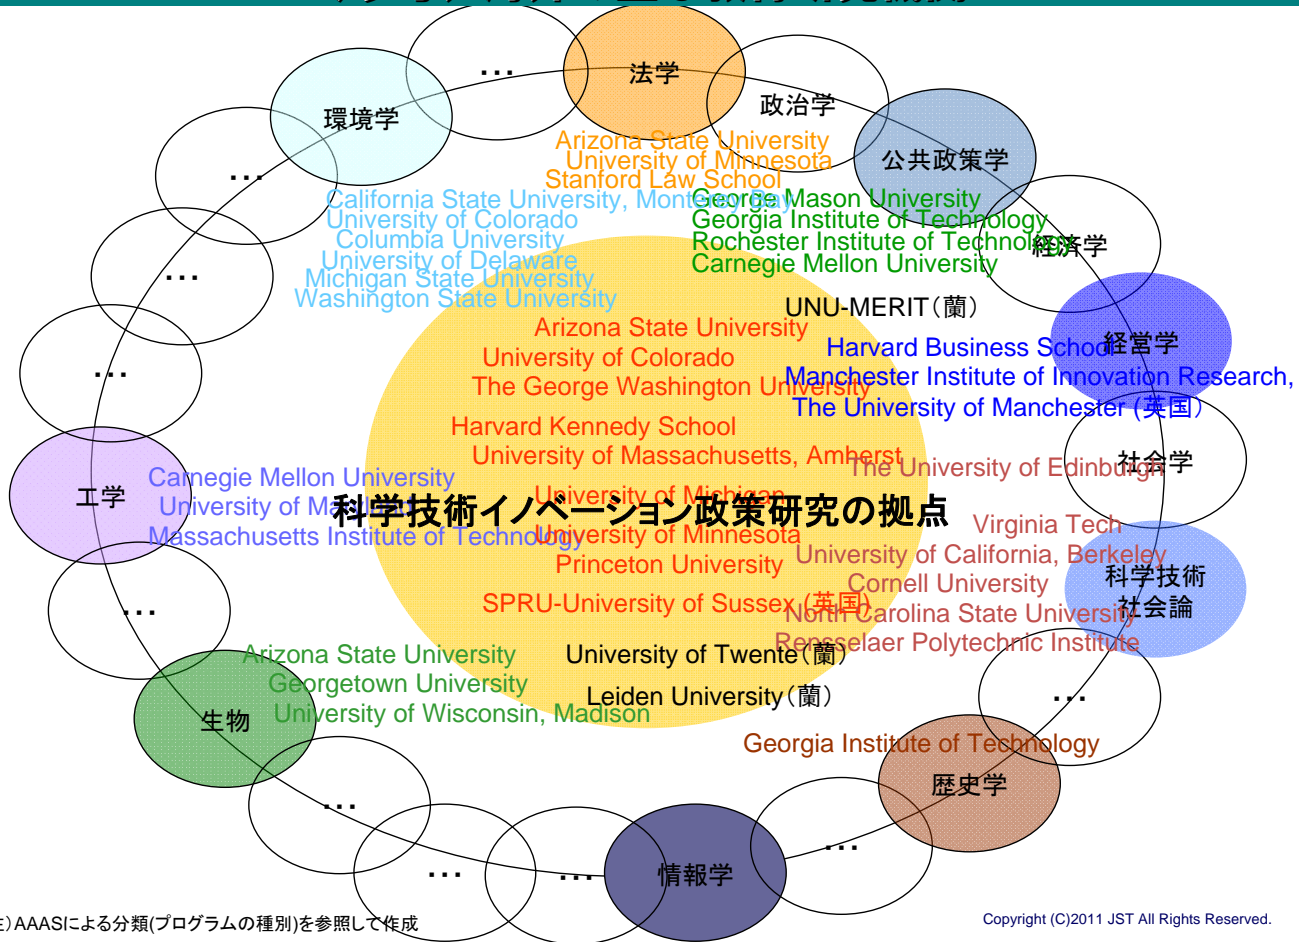 …
法学
政治学
環境学
公共政策学
…
経済学
…
経営学
…
社会学
工学
科学技術
社会論
…
…
生物
歴史学
…
…
…
…
情報学
Arizona State University
University of Minnesota
Stanford Law School
California State University, Monterey Bay
University of Colorado
Columbia University
University of Delaware
Michigan State University
Washington State University
George Mason University
Georgia Institute of Technology
Rochester Institute of Technology
Carnegie Mellon University
UNU-MERIT（蘭）
Harvard Business School
Manchester Institute of Innovation Research,
The University of Manchester (英国）
Arizona State University
University of Colorado
The George Washington University
Harvard Kennedy School
University of Massachusetts, Amherst
University of Michigan
科学技術イノベーション政策研究の拠点
University of Minnesota
Princeton University
SPRU-University of Sussex (英国)
University of Twente（蘭）
Leiden University（蘭）
The University of Edinburgh
Virginia Tech
University of California, Berkeley
Cornell University
North Carolina State University
Rensselaer Polytechnic Institute
Carnegie Mellon University
University of Maryland
Massachusetts Institute of Technology
Arizona State University
Georgetown University
University of Wisconsin, Madison
Georgia Institute of Technology
）AAASによる分類(プログラムの種別)を参照して作成
Copyright (C)2011 JST All Rights Reserved.